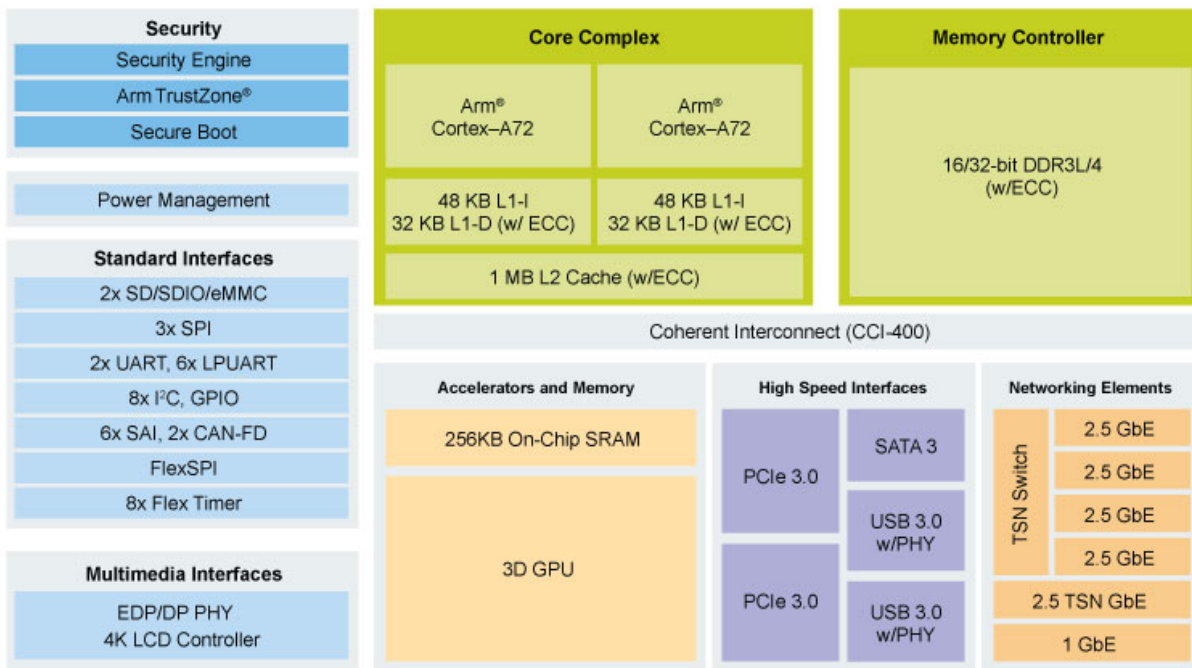 Security
Security Engine
Arm TrustZone®
Secure Boot
Power Management
Standard Interfaces
2x SD/SDIO/eMMC
3x SPI
2x UART, 6x LPUART
8x I²C, GPIO
6x SAI, 2x CAN-FD
FlexSPI
8x Flex Timer
Multimedia Interfaces
EDP/DP PHY
4K LCD Controller
Core Complex
Arm®
Cortex–A72
Arm®
Cortex–A72
48 KB L1-I
32 KB L1-D (w/ ECC)
48 KB L1-I
32 KB L1-D (w/ ECC)
1 MB L2 Cache (w/ECC)
Memory Controller
16/32-bit DDR3L/4
(w/ECC)
Coherent Interconnect (CCI-400)
Accelerators and Memory
256KB On-Chip SRAM
3D GPU
High Speed Interfaces
PCIe 3.0
PCIe 3.0
SATA 3
USB 3.0
w/PHY
USB 3.0
w/PHY
Networking Elements
TSN Switch
2.5 GbE
2.5 GbE
2.5 GbE
2.5 GbE
2.5 TSN GbE
1 GbE